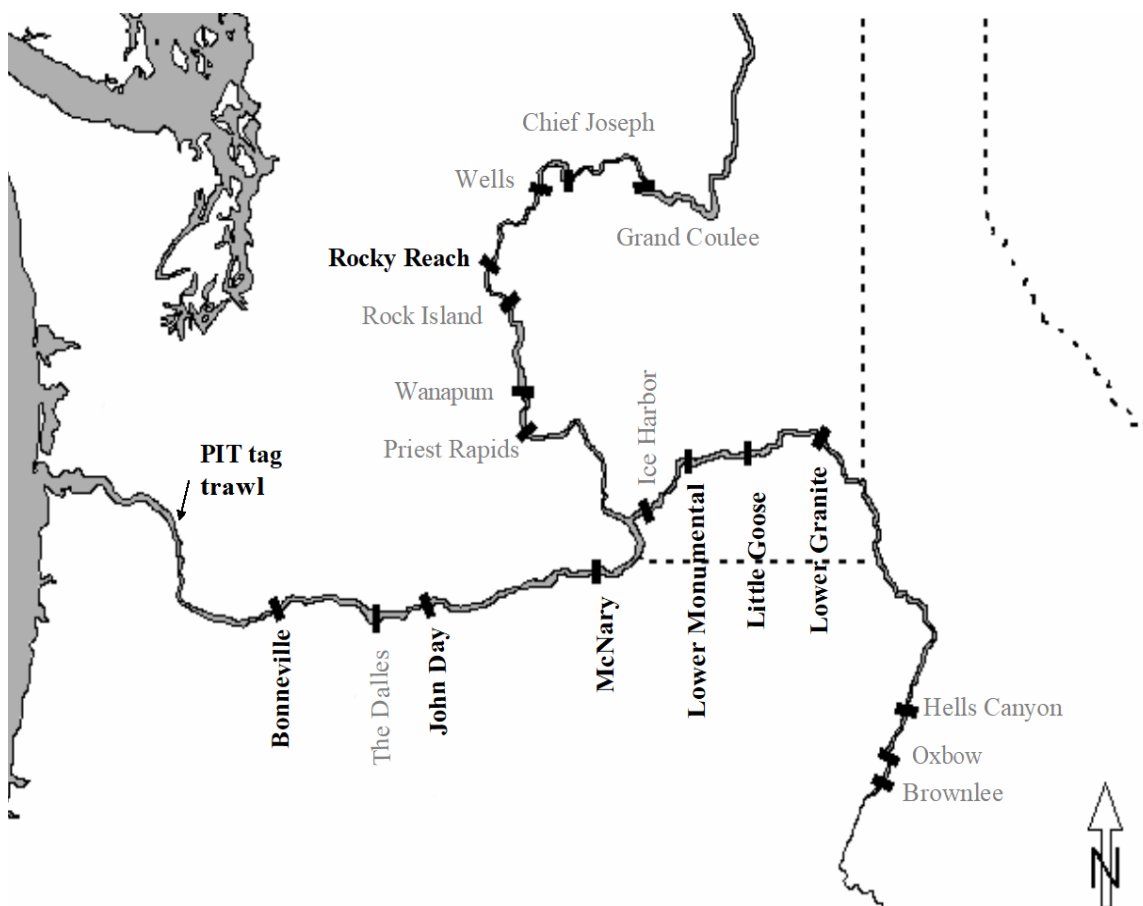 Chief Joseph
Wells
Grand Coulee
Rocky Reach
Rock Island
Wanapum
Priest Rapids
Ice Harbor
PIT tag
trawl
Lower Monumental
Little Goose
Lower Granite
McNary
Bonneville
The Dalles
John Day
Hells Canyon
Oxbow
Brownlee
N